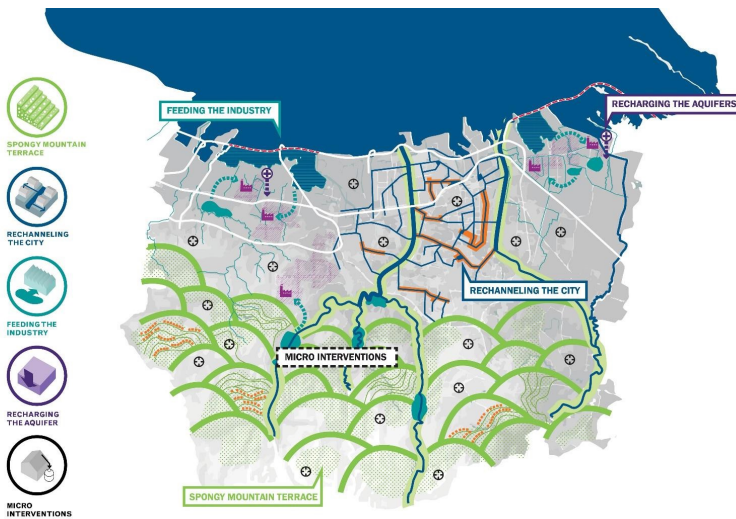 SPONGY MOUNTAIN
TERRACE
RECHANNELING
THE CITY
FEEDING THE
INDUSTRY
RECHARGING
THE AQUIFER
MICRO
INTERVENTIONS
FEEDING THE INDUSTRY
RECHARGING THE AQUIFERS
RECHANNELING THE CITY
MICRO INTERVENTIONS
SPONGY MOUNTAIN TERRACE